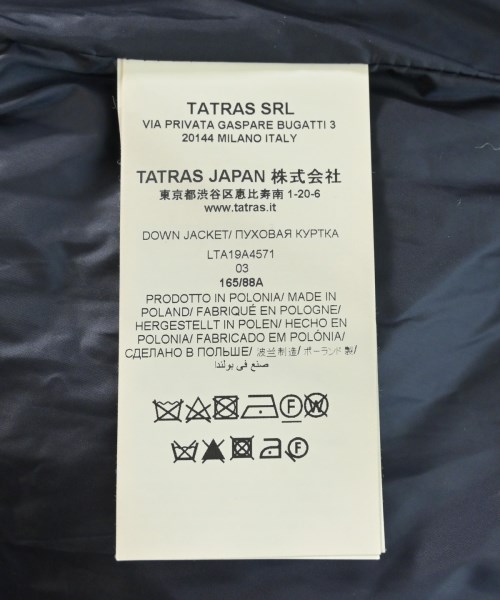 TATRAS SRL
VIA PRIVATA GASPARE BUGATTI 3
20144 MILANO ITALY
TATRAS JAPAN 株式会社
東京都渋谷区恵比寿南 1-20-6
www.tatras.it
DOWN JACKET/ ПУХОВАЯ КУРТКА
LTA19A4571
03
165/88A
PRODOTTO IN POLONIA/ MADE IN
POLAND/ FABRIQUÉ EN POLOGNE/
HERGESTELLT IN POLEN/ HECHO EN
POLONIA/ FABRICADO EM POLÓNIA/
СДЕЛАНО В ПОЛЬШЕ/ 波兰制造/ ポーランド製/
صنع في بولندا
F W
F